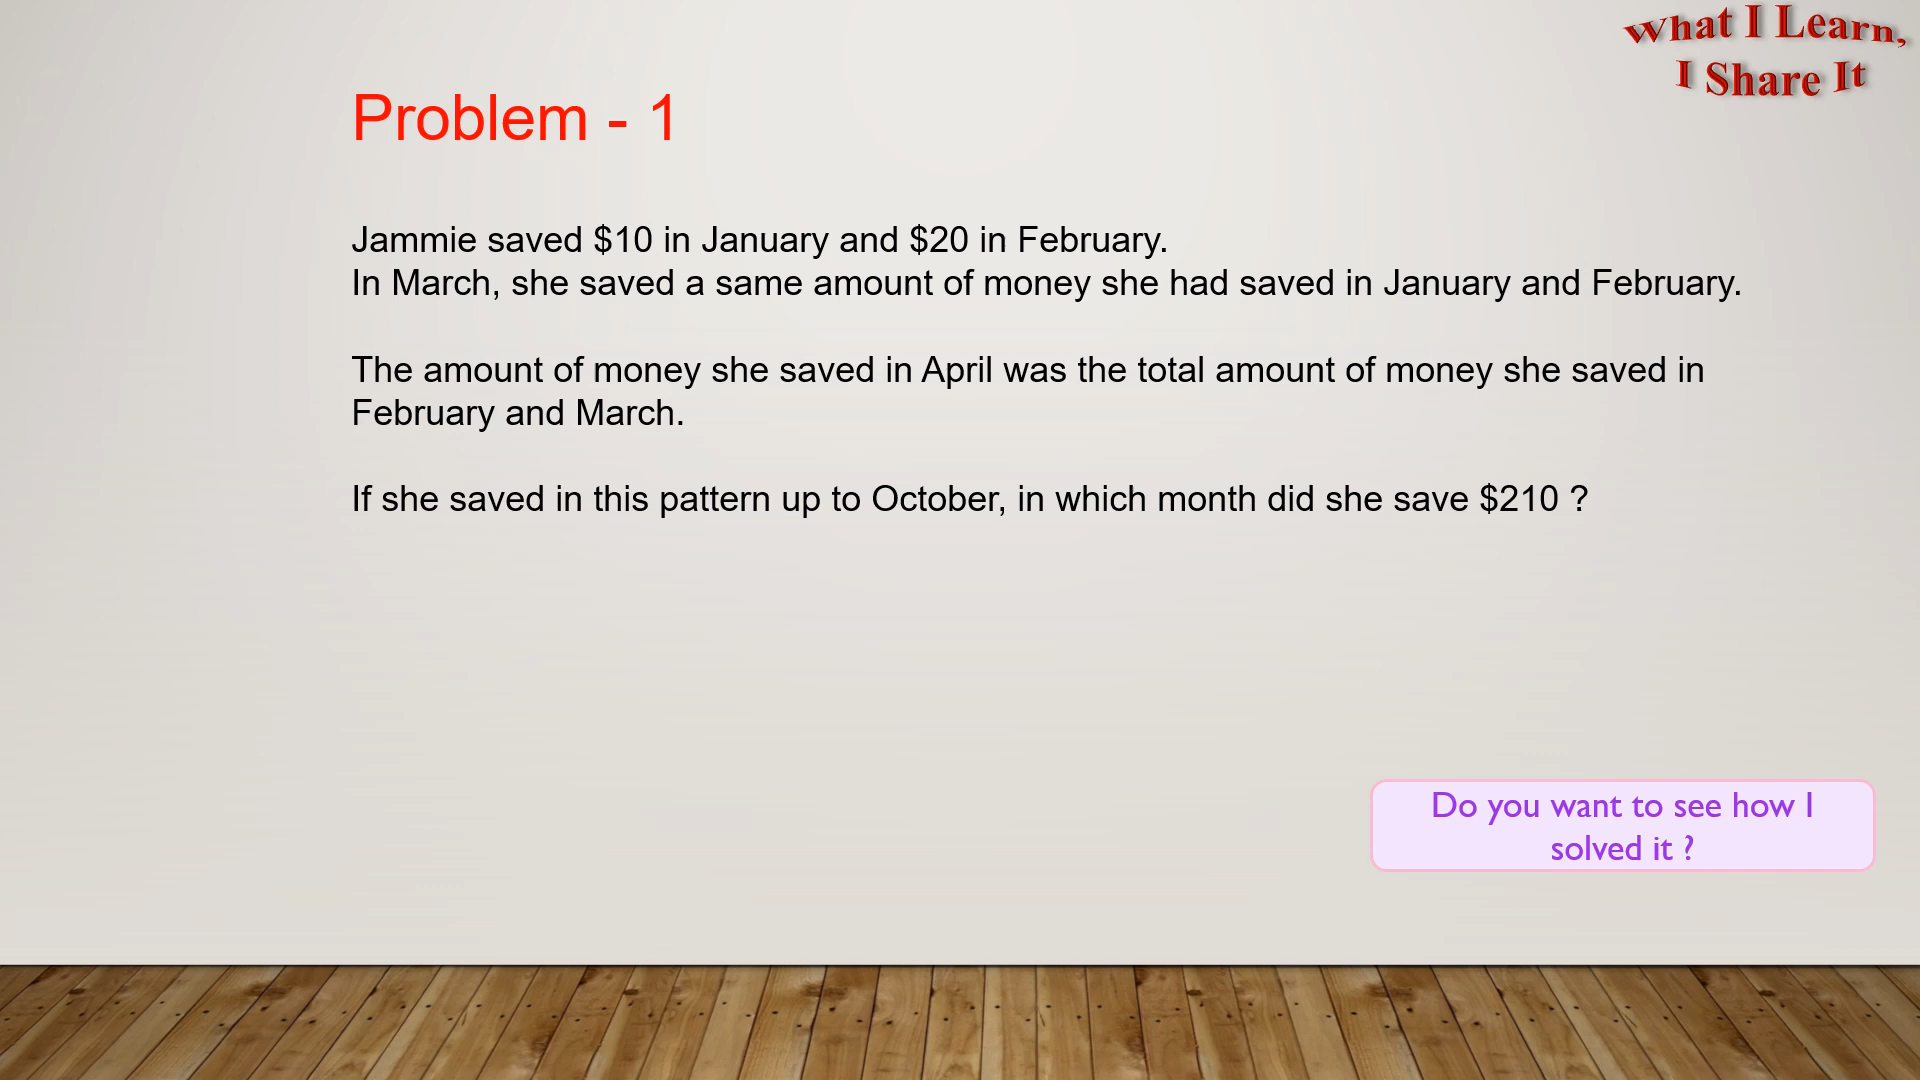 What I Learn,
I Share It
Problem - 1
Jammie saved $10 in January and $20 in February.
In March, she saved a same amount of money she had saved in January and February.
The amount of money she saved in April was the total amount of money she saved in
February and March.
If she saved in this pattern up to October, in which month did she save $210 ?
Do you want to see how I
solved it ?